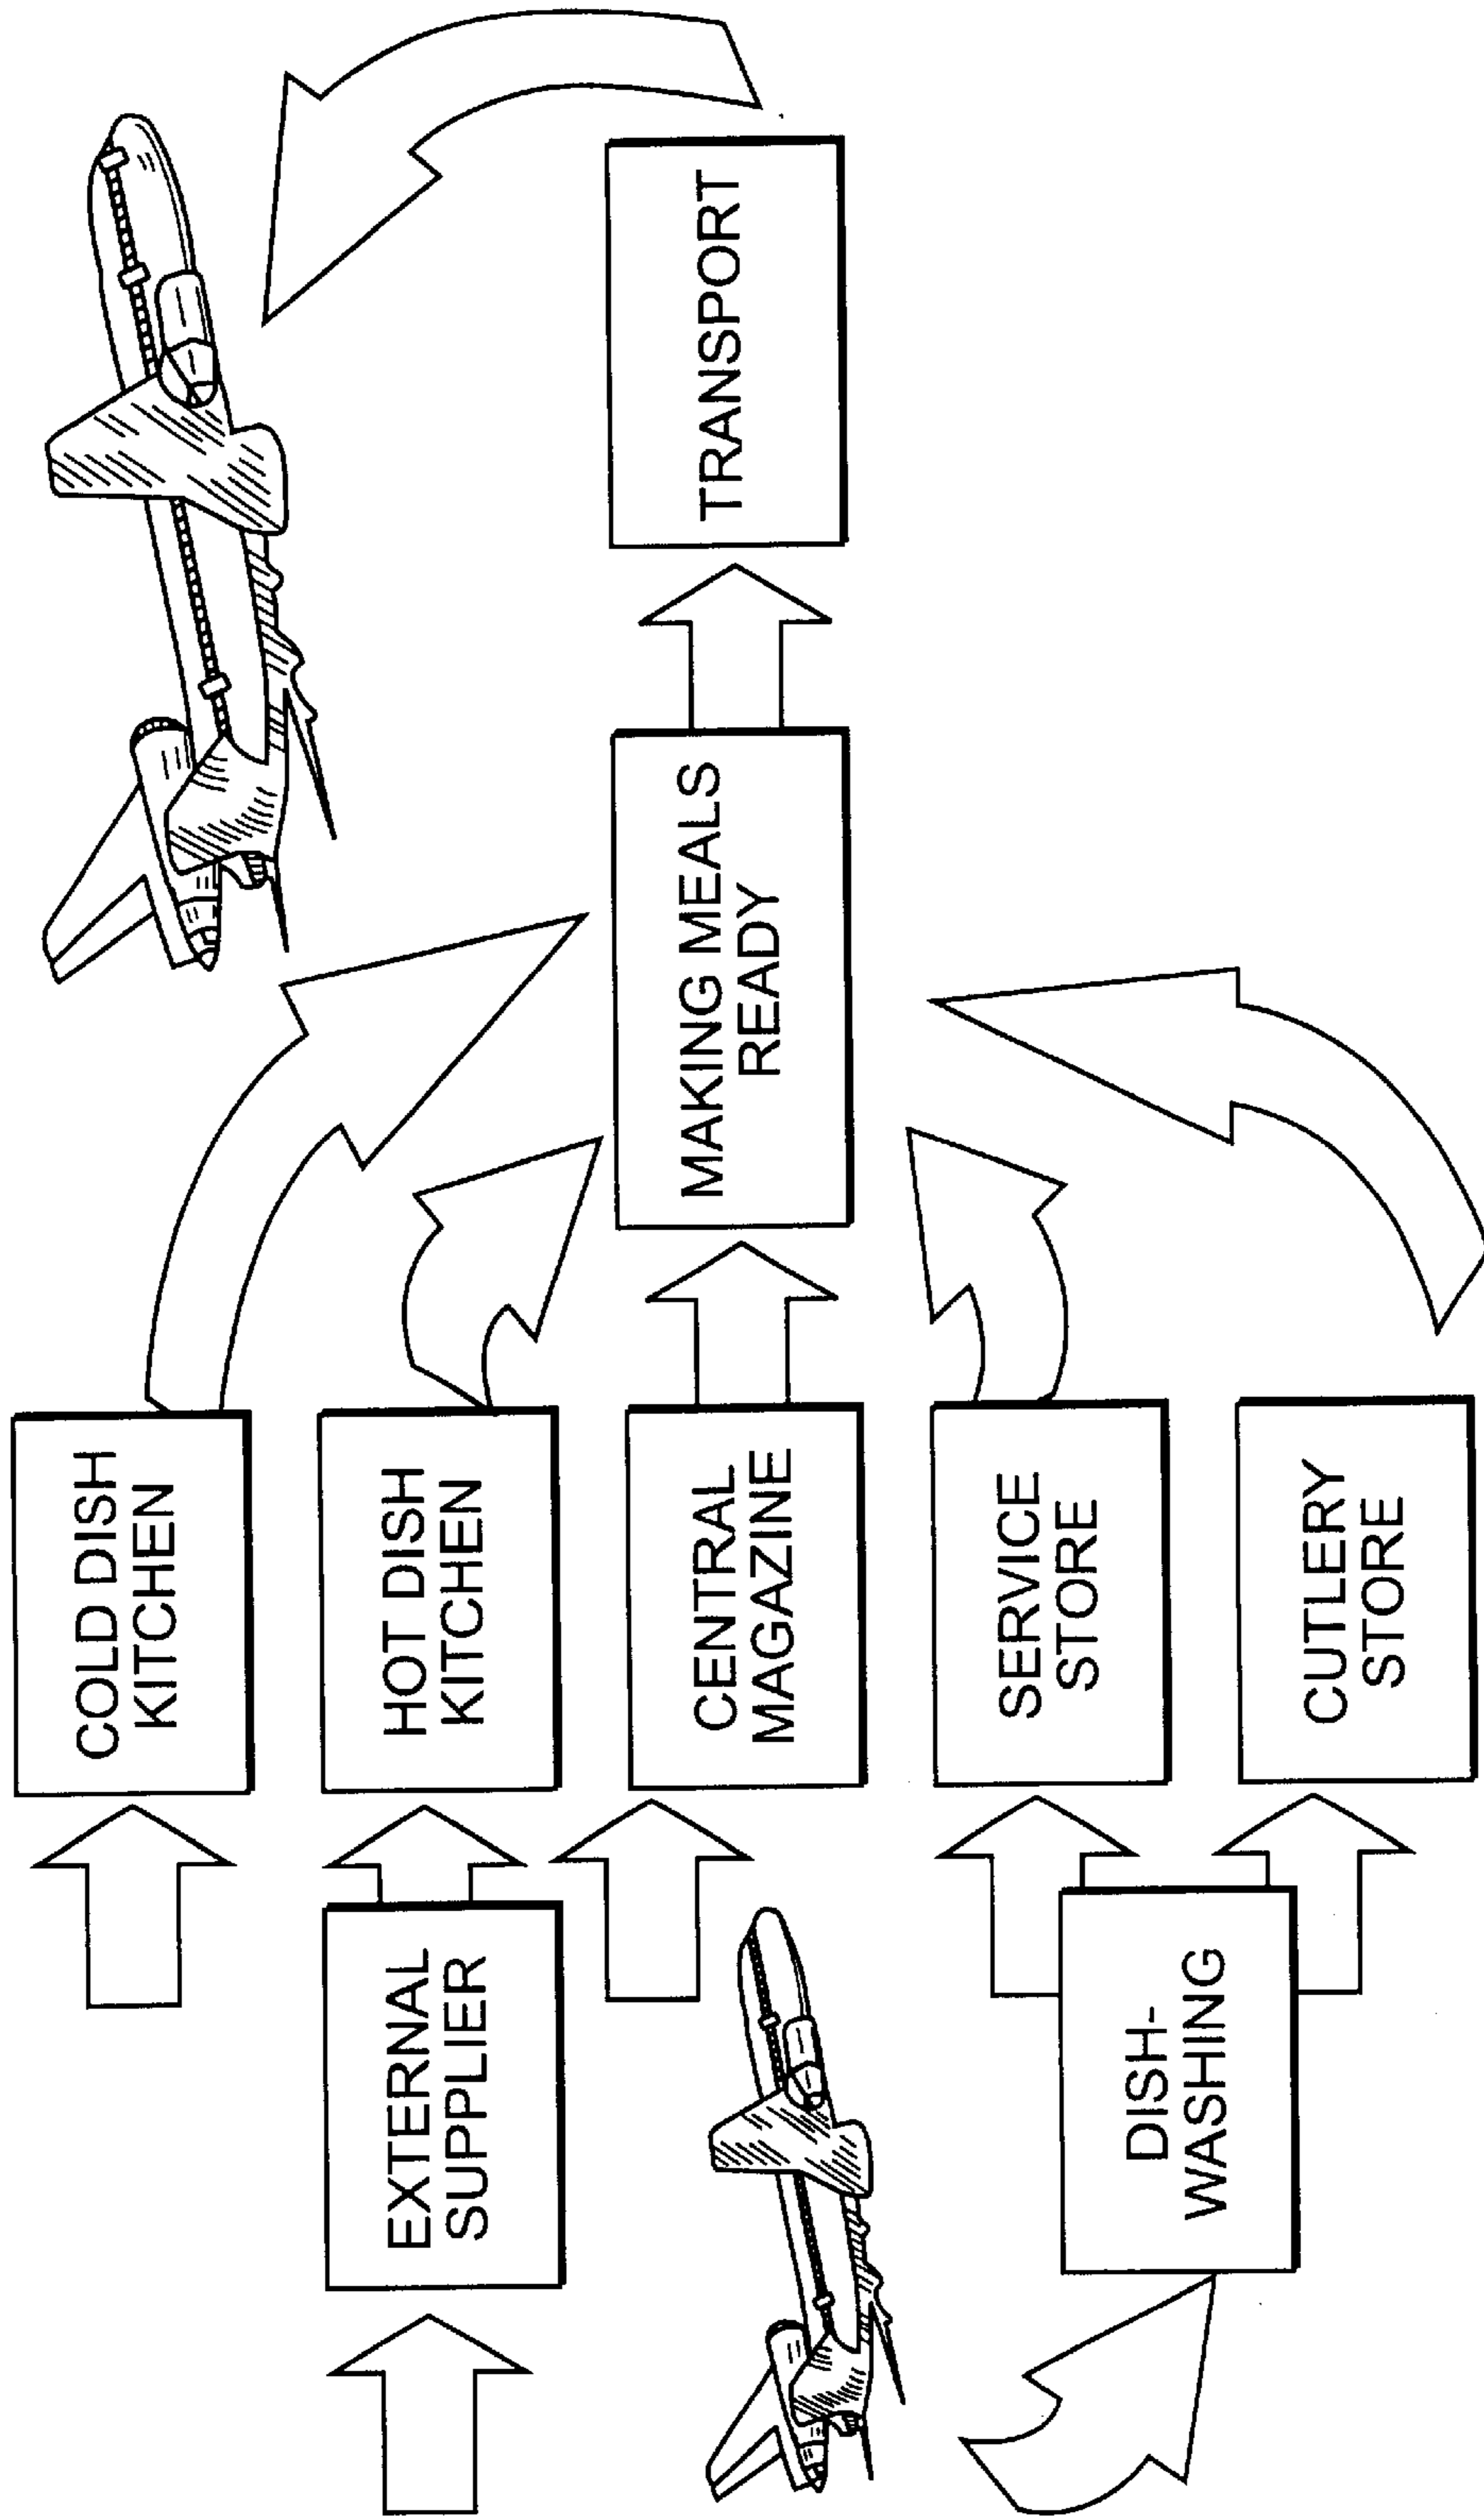 COLD DISH
KITCHEN
HOT DISH
KITCHEN
CENTRAL
MAGAZINE
SERVICE
STORE
CUTLERY
STORE
EXTERNAL
SUPPLIER
DISH-
WASHING
MAKING MEALS
READY
TRANSPORT